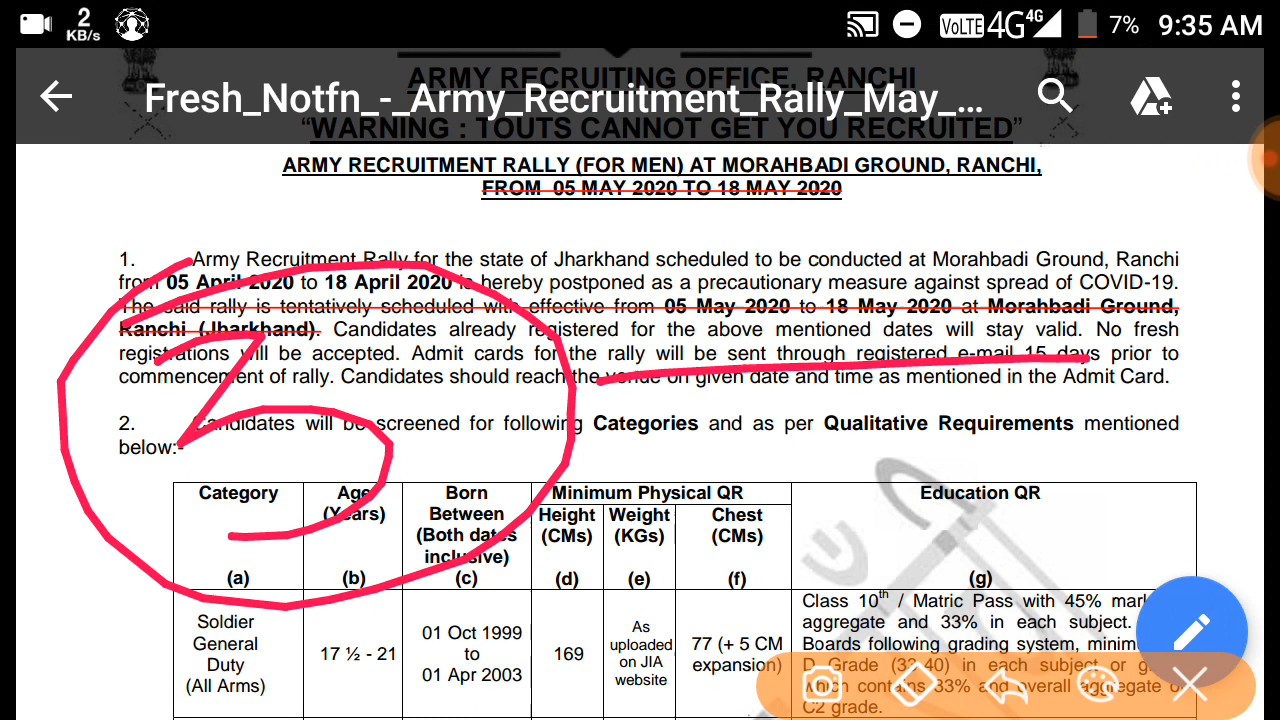 2
KB/s
VoLTE 4G 4G 7% 9:35 AM
ARMY RECRUITING OFFICE, RANCHI
Fresh_Notfn_-_Army_Recruitment_Rally_May_...
“WARNING : TOUTS CANNOT GET YOU RECRUITED”
ARMY RECRUITMENT RALLY (FOR MEN) AT MORAHBADI GROUND, RANCHI,
FROM 05 MAY 2020 TO 18 MAY 2020
1. Army Recruitment Rally for the state of Jharkhand scheduled to be conducted at Morahbadi Ground, Ranchi
from 05 April 2020 to 18 April 2020 is hereby postponed as a precautionary measure against spread of COVID-19.
The said rally is tentatively scheduled with effective from 05 May 2020 to 18 May 2020 at Morahbadi Ground,
Ranchi (Jharkhand). Candidates already registered for the above mentioned dates will stay valid. No fresh
registrations will be accepted. Admit cards for the rally will be sent through registered e-mail 15 days prior to
commencement of rally. Candidates should reach the venue on given date and time as mentioned in the Admit Card.
2. Candidates will be screened for following Categories and as per Qualitative Requirements mentioned
below:-
Category Age Born Minimum Physical QR Education QR
(Years) Between Height Weight Chest
(Both dates (CMs) (KGs) (CMs)
inclusive)
(a) (b) (c) (d) (e) (f) (g)
Soldier General Duty (All Arms) 17 ½ - 21 01 Oct 1999 to 01 Apr 2003 169 As uploaded on JIA website 77 (+ 5 CM expansion)
Class 10th / Matric Pass with 45%
aggregate and 33% in each subject.
Boards following grading system,
D Grade (33-40) in each subject or
which contains 33% and overall aggregate of
C2 grade.